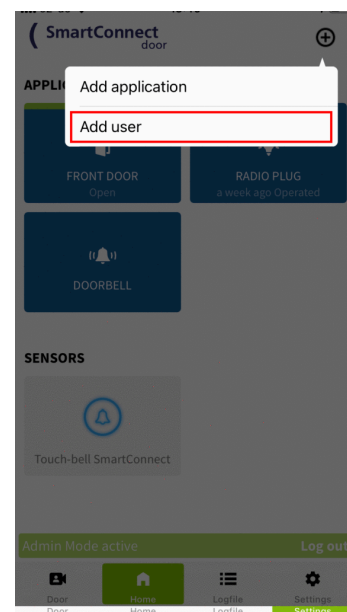 SmartConnect
door
APPLI
Add application
Add user
FRONT DOOR
Open
RADIO PLUG
a week ago Operated
DOORBELL
SENSORS
Touch-bell SmartConnect
Admin Mode active
Log out
Door
Home
Logfile
Settings
Door
Home
Logfile
Settings